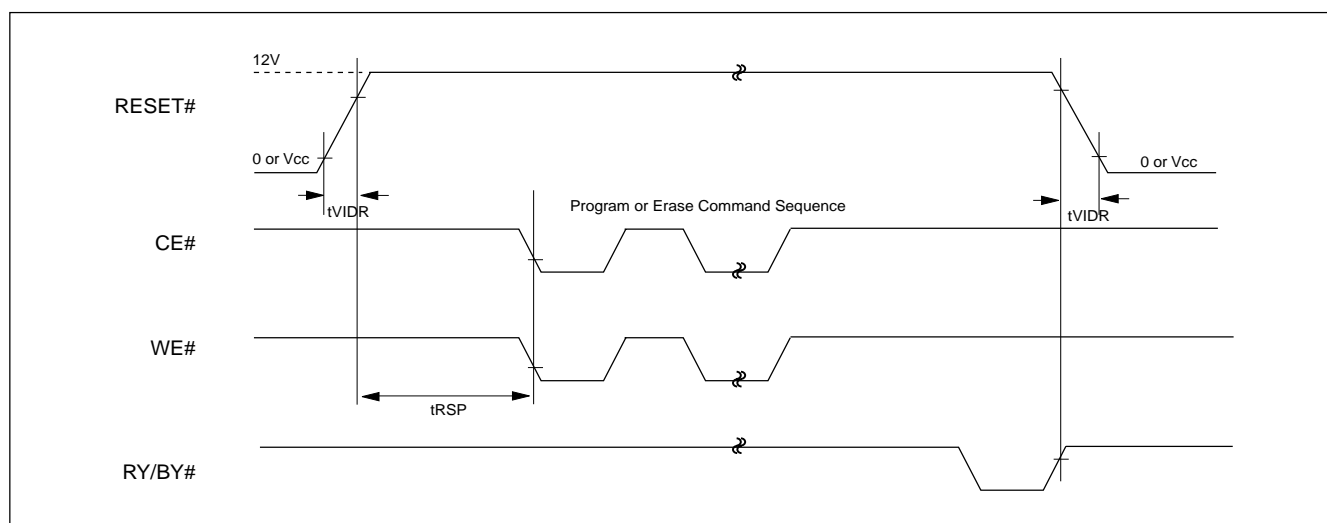 12V
RESET#
0 or Vcc
0 or Vcc
tVIDR
Program or Erase Command Sequence
tVIDR
CE#
WE#
tRSP
RY/BY#